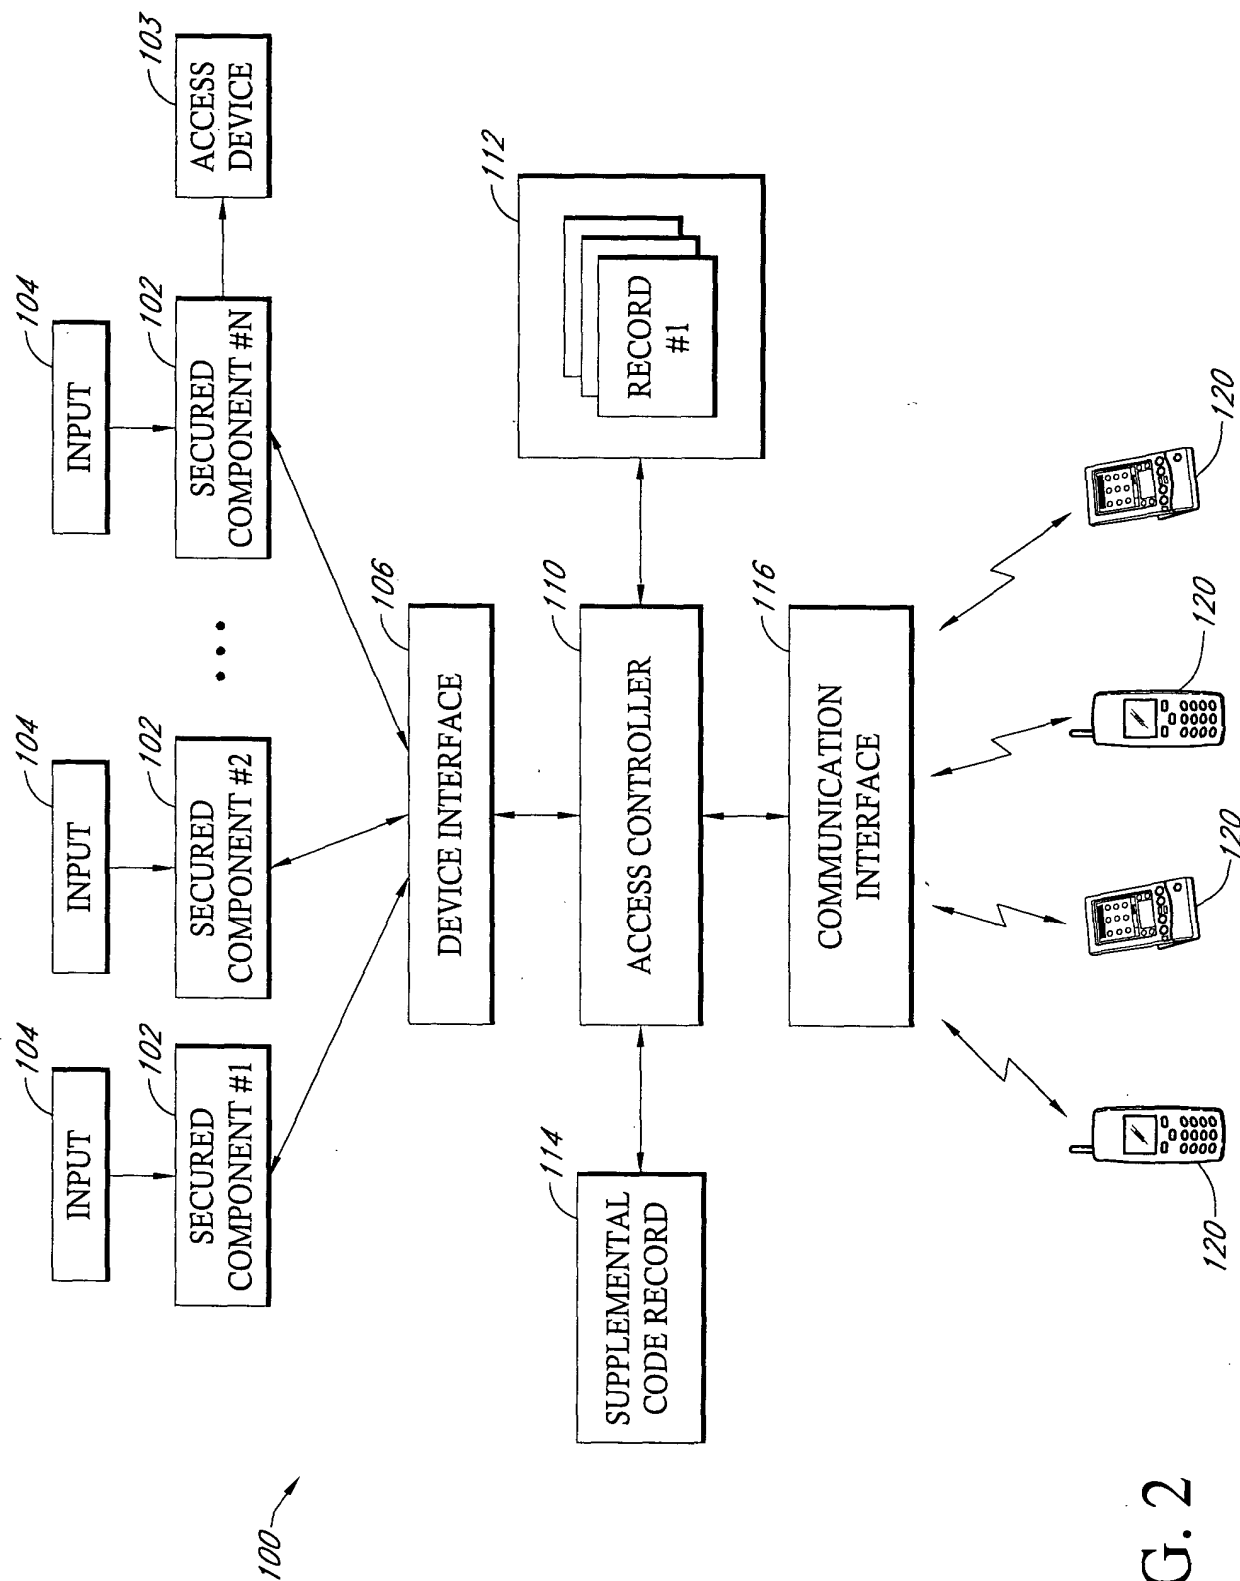 100
104
INPUT
102
SECURED
COMPONENT #1
104
INPUT
102
SECURED
COMPONENT #2
104
INPUT
102
SECURED
COMPONENT #N
103
ACCESS
DEVICE
106
DEVICE INTERFACE
114
SUPPLEMENTAL
CODE RECORD
110
ACCESS CONTROLLER
112
RECORD
#1
116
COMMUNICATION
INTERFACE
120
120
120
120
G. 2